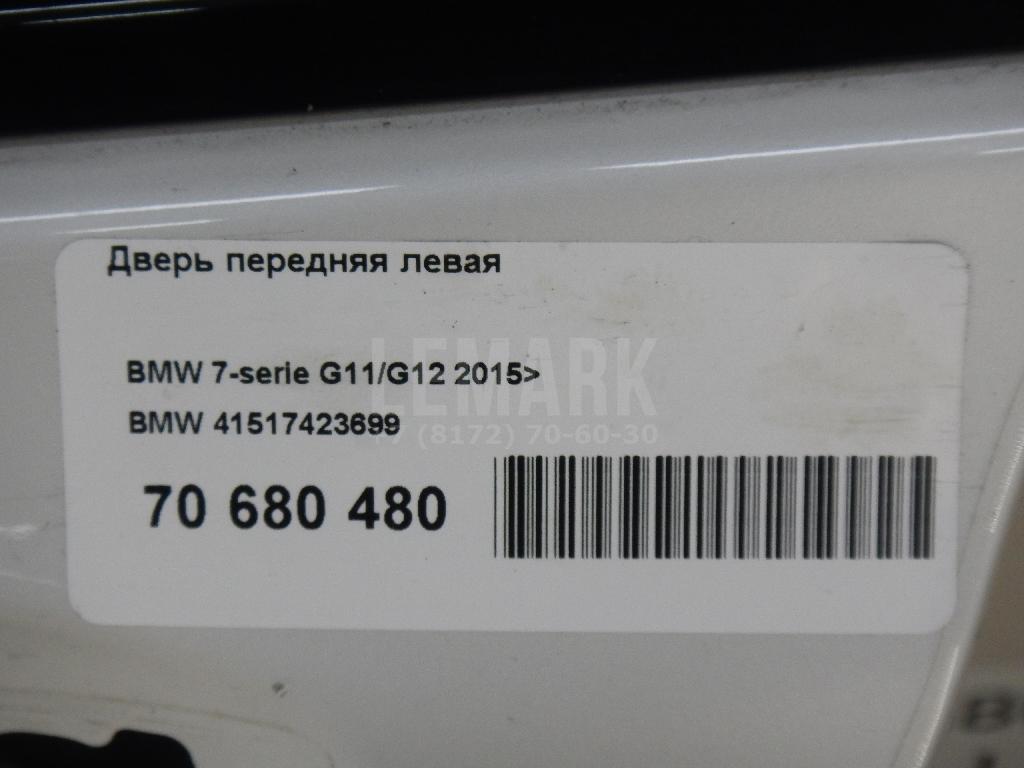 Дверь передняя левая
BMW 7-serie G11/G12 2015>
LEMARK
BMW 41517423699
+7 (8172) 70-60-30
70 680 480